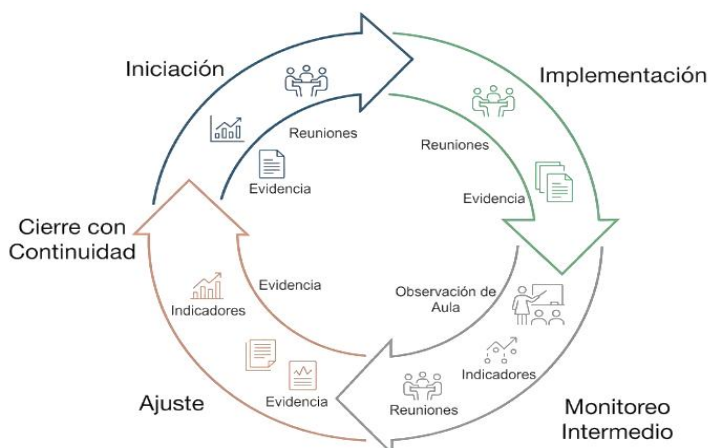 Iniciación
Reuniones
Evidencia
Implementación
Reuniones
Evidencia
Observación de
Aula
Indicadores
Reuniones
Monitoreo
Intermedio
Evidencia
Indicadores
Evidencia
Ajuste
Cierre con
Continuidad